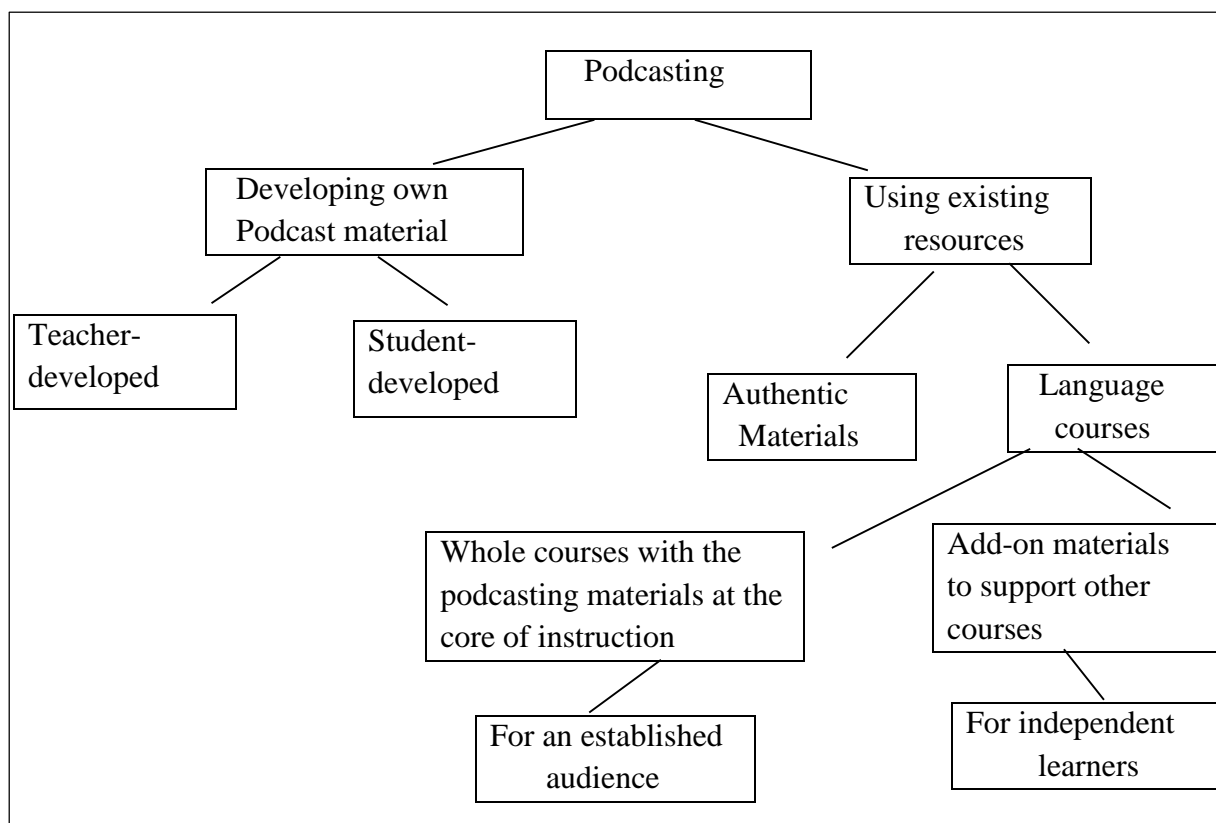 Podcasting
Developing own
Podcast material
Using existing
resources
Teacher-
developed
Student-
developed
Authentic
Materials
Language
courses
Whole courses with the
podcasting materials at the
core of instruction
Add-on materials
to support other
courses
For an established
audience
For independent
learners